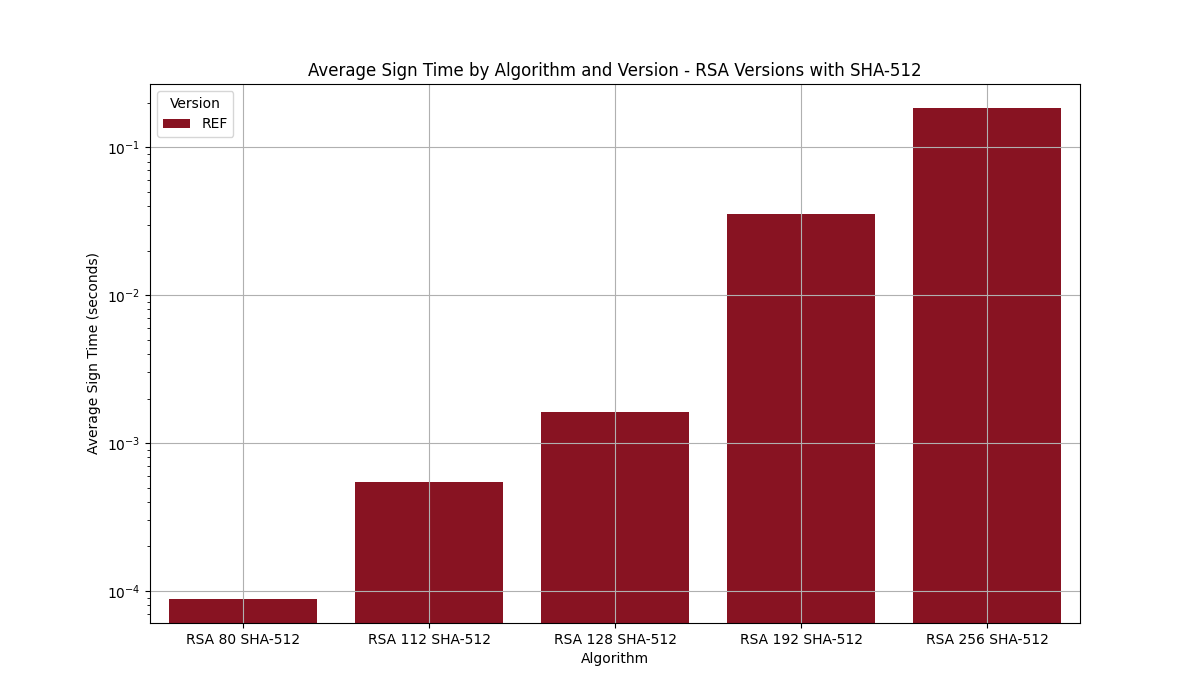 Average Sign Time by Algorithm and Version - RSA Versions with SHA-512
Version
REF
Average Sign Time (seconds)
10⁻¹
10⁻²
10⁻³
10⁻⁴
RSA 80 SHA-512
RSA 112 SHA-512
RSA 128 SHA-512
RSA 192 SHA-512
RSA 256 SHA-512
Algorithm